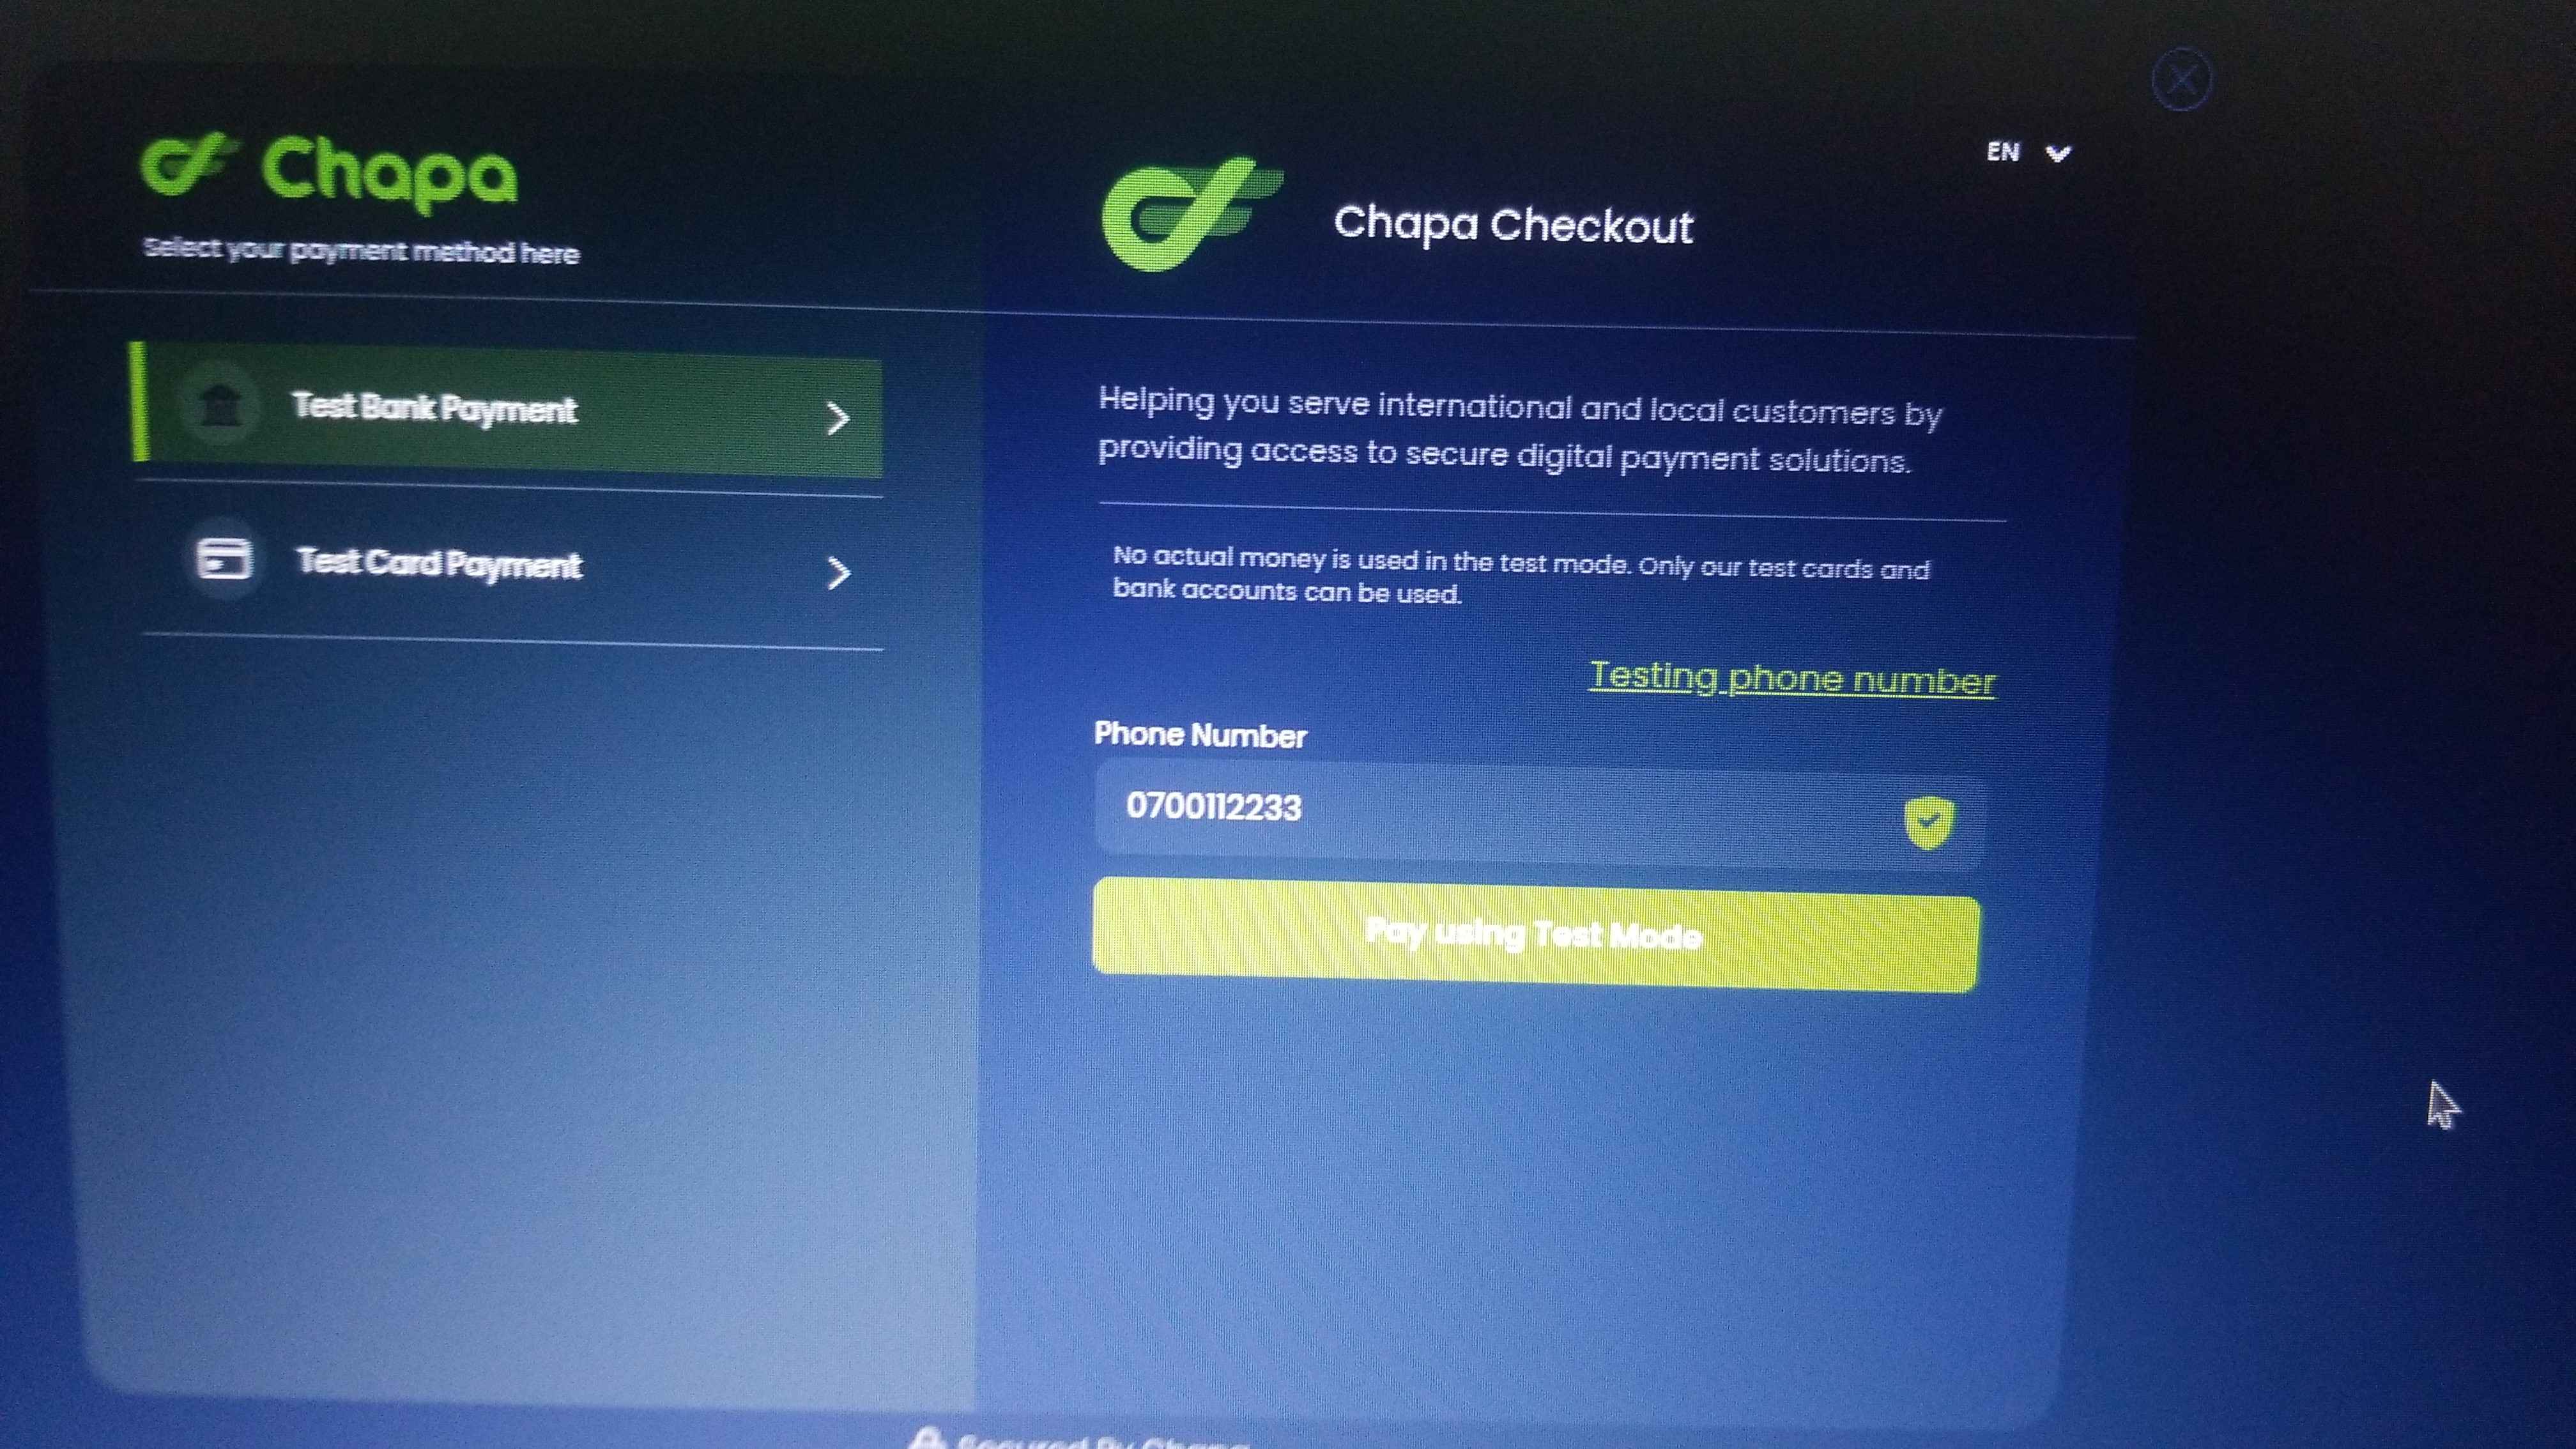 Chapa
Select your payment method here
Test Bank Payment
Test Card Payment
EN
Chapa Checkout
Helping you serve international and local customers by
providing access to secure digital payment solutions.
No actual money is used in the test mode. Only our test cards and
bank accounts can be used.
Testing phone number
Phone Number
0700112233
Pay using Test Mode
Secured By Chapa